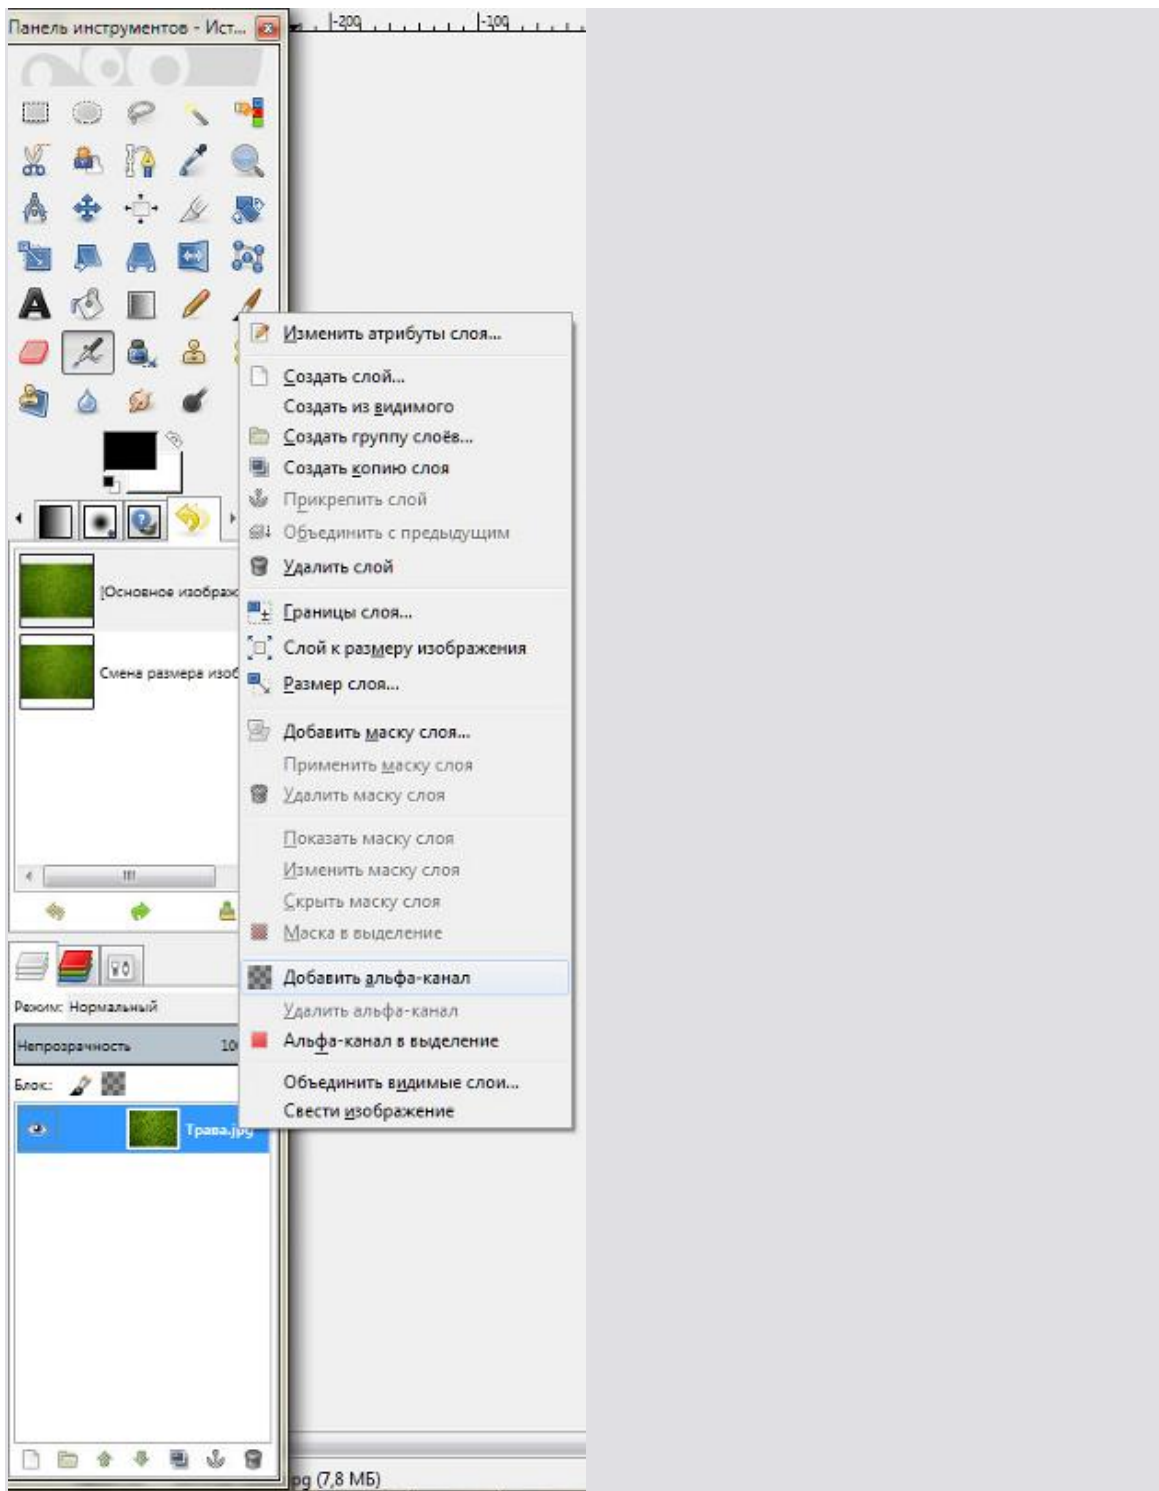 Панель инструментов - Ист...
-200
-100
Изменить атрибуты слоя...
Создать слой...
Создать из видимого
Создать группу слоёв...
Создать копию слоя
Прикрепить слой
Объединить с предыдущим
Удалить слой
[Основное изображ
Границы слоя...
Слой к размеру изображения
Смена размера изоб
Размер слоя...
Добавить маску слоя...
Применить маску слоя
Удалить маску слоя
Показать маску слоя
Изменить маску слоя
Скрыть маску слоя
Маска в выделение
Добавить альфа-канал
Режим: Нормальный
Удалить альфа-канал
Непрозрачность 10
Альфа-канал в выделение
Блок.:
Объединить видимые слои...
Свести изображение
Трава.jpg
pg (7,8 МБ)